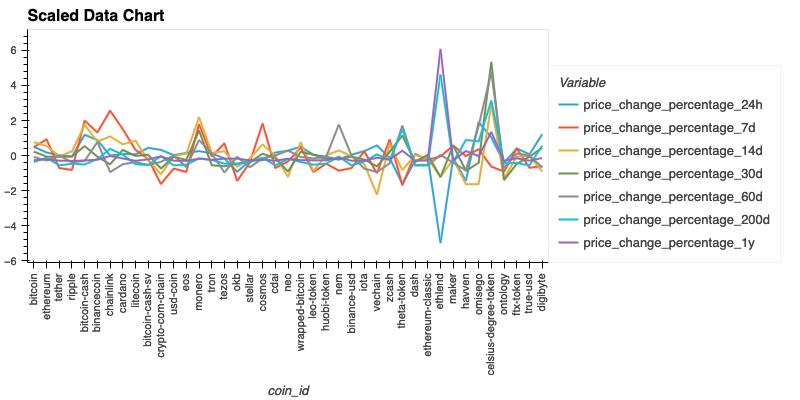 Scaled Data Chart
6
4
2
0
−2
−4
−6
bitcoin
ethereum
tether
ripple
bitcoin-cash
binancecoin
chainlink
cardano
litecoin
bitcoin-cash-sv
crypto-com-chain
usd-coin
eos
monero
tron
tezos
okb
stellar
cosmos
cdai
neo
wrapped-bitcoin
leo-token
huobi-token
nem
binance-usd
iota
vechain
zcash
theta-token
dash
ethereum-classic
ethlend
maker
havven
omisego
celsius-degree-token
ontology
ftx-token
true-usd
digibyte
coin_id
Variable
price_change_percentage_24h
price_change_percentage_7d
price_change_percentage_14d
price_change_percentage_30d
price_change_percentage_60d
price_change_percentage_200d
price_change_percentage_1y